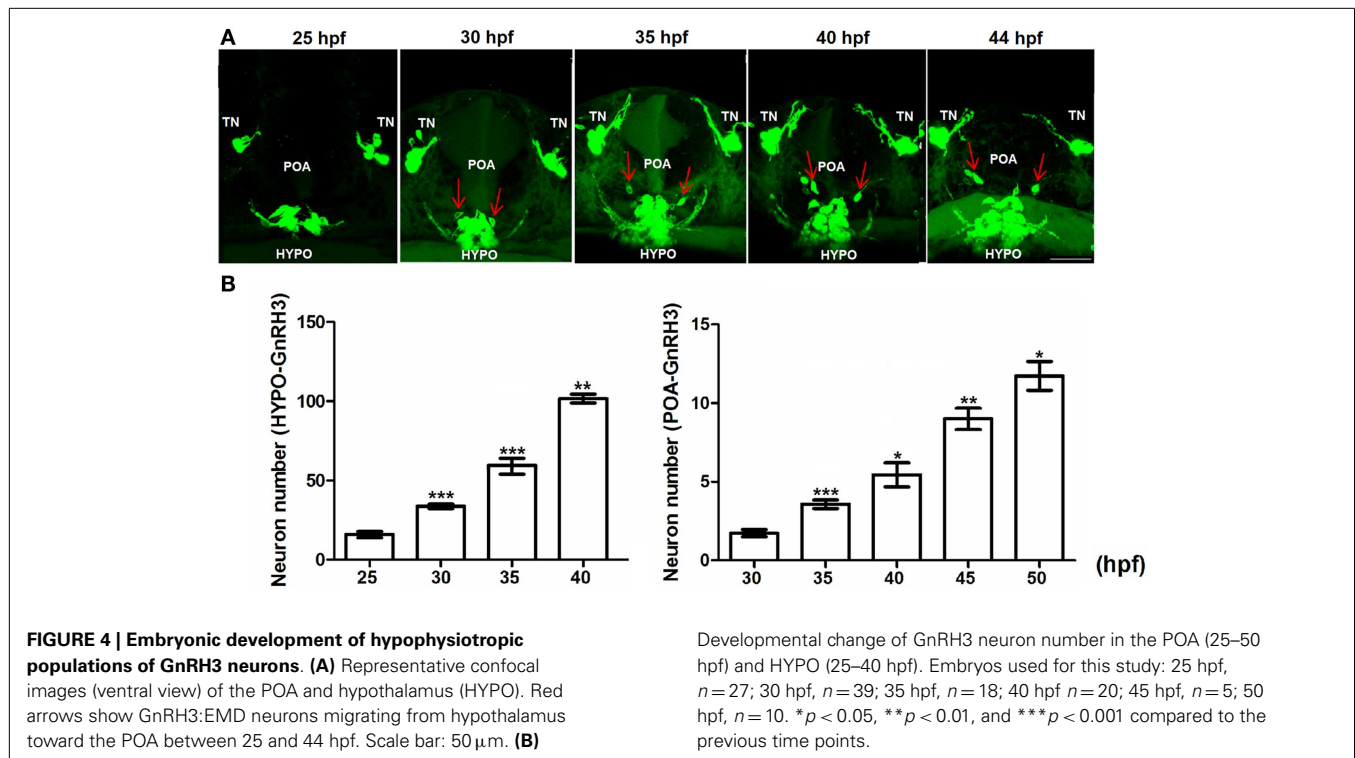 A
25 hpf
30 hpf
35 hpf
40 hpf
44 hpf
TN
TN
POA
HYPO
TN
TN
POA
HYPO
TN
TN
POA
HYPO
TN
TN
POA
HYPO
TN
TN
POA
HYPO
B
Neuron number (HYPO-GnRH3)
150
100
50
0
***
***
**
25
30
35
40
Neuron number (POA-GnRH3)
15
10
5
0
***
*
**
*
30
35
40
45
50
(hpf)
FIGURE 4 | Embryonic development of hypophysiotropic
populations of GnRH3 neurons. (A) Representative confocal
images (ventral view) of the POA and hypothalamus (HYPO). Red
arrows show GnRH3:EMD neurons migrating from hypothalamus
toward the POA between 25 and 44 hpf. Scale bar: 50 μm. (B)
Developmental change of GnRH3 neuron number in the POA (25–50
hpf) and HYPO (25–40 hpf). Embryos used for this study: 25 hpf,
n = 27; 30 hpf, n = 39; 35 hpf, n = 18; 40 hpf n = 20; 45 hpf, n = 5; 50
hpf, n = 10. *p < 0.05, **p < 0.01, and ***p < 0.001 compared to the
previous time points.